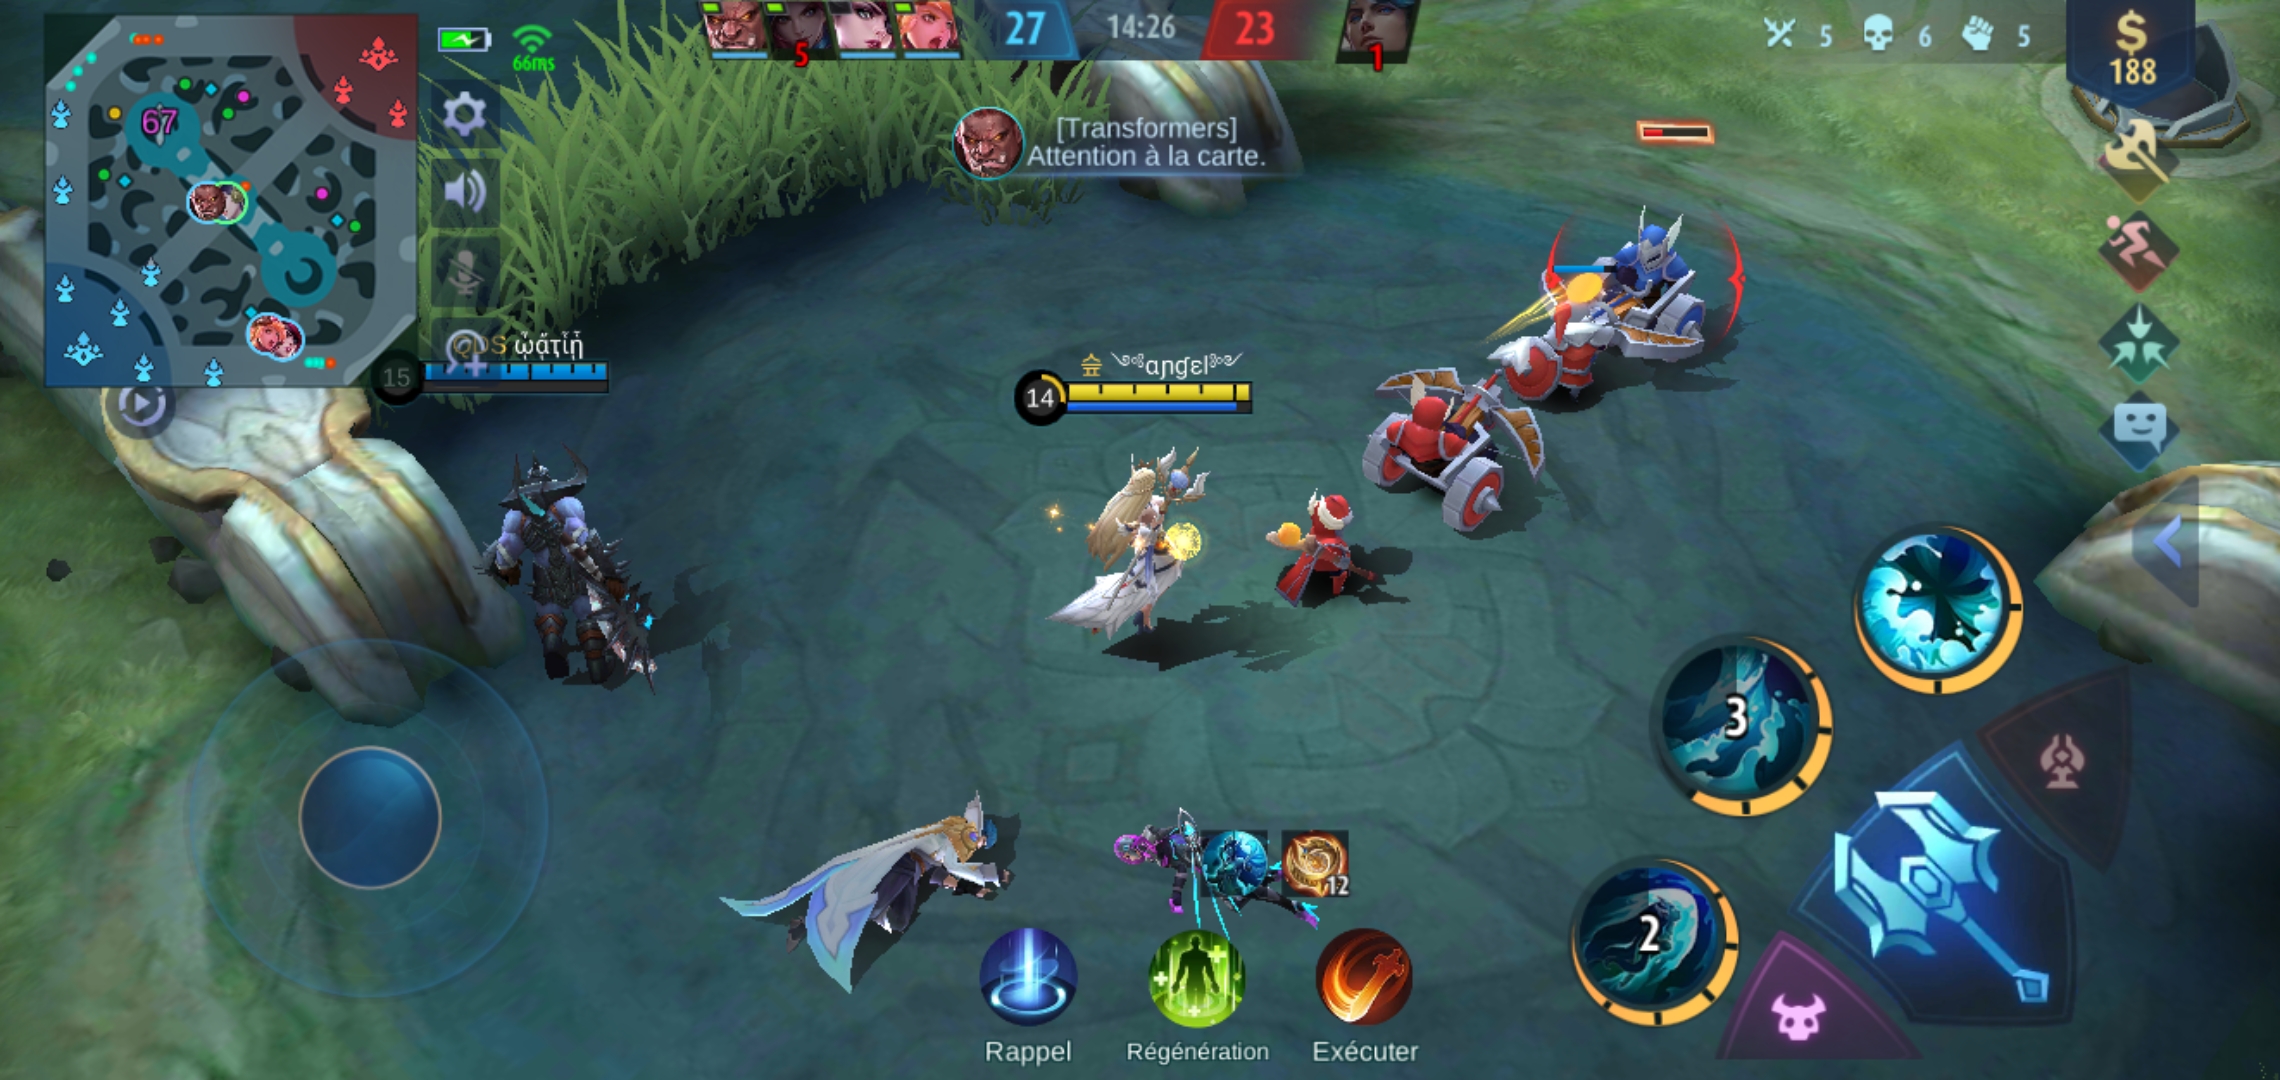 66ms
5
27
14:26
23
1
5
6
5
188
67
[Transformers]
Attention à la carte.
15
14
3
2
12
Rappel
Régénération
Exécuter